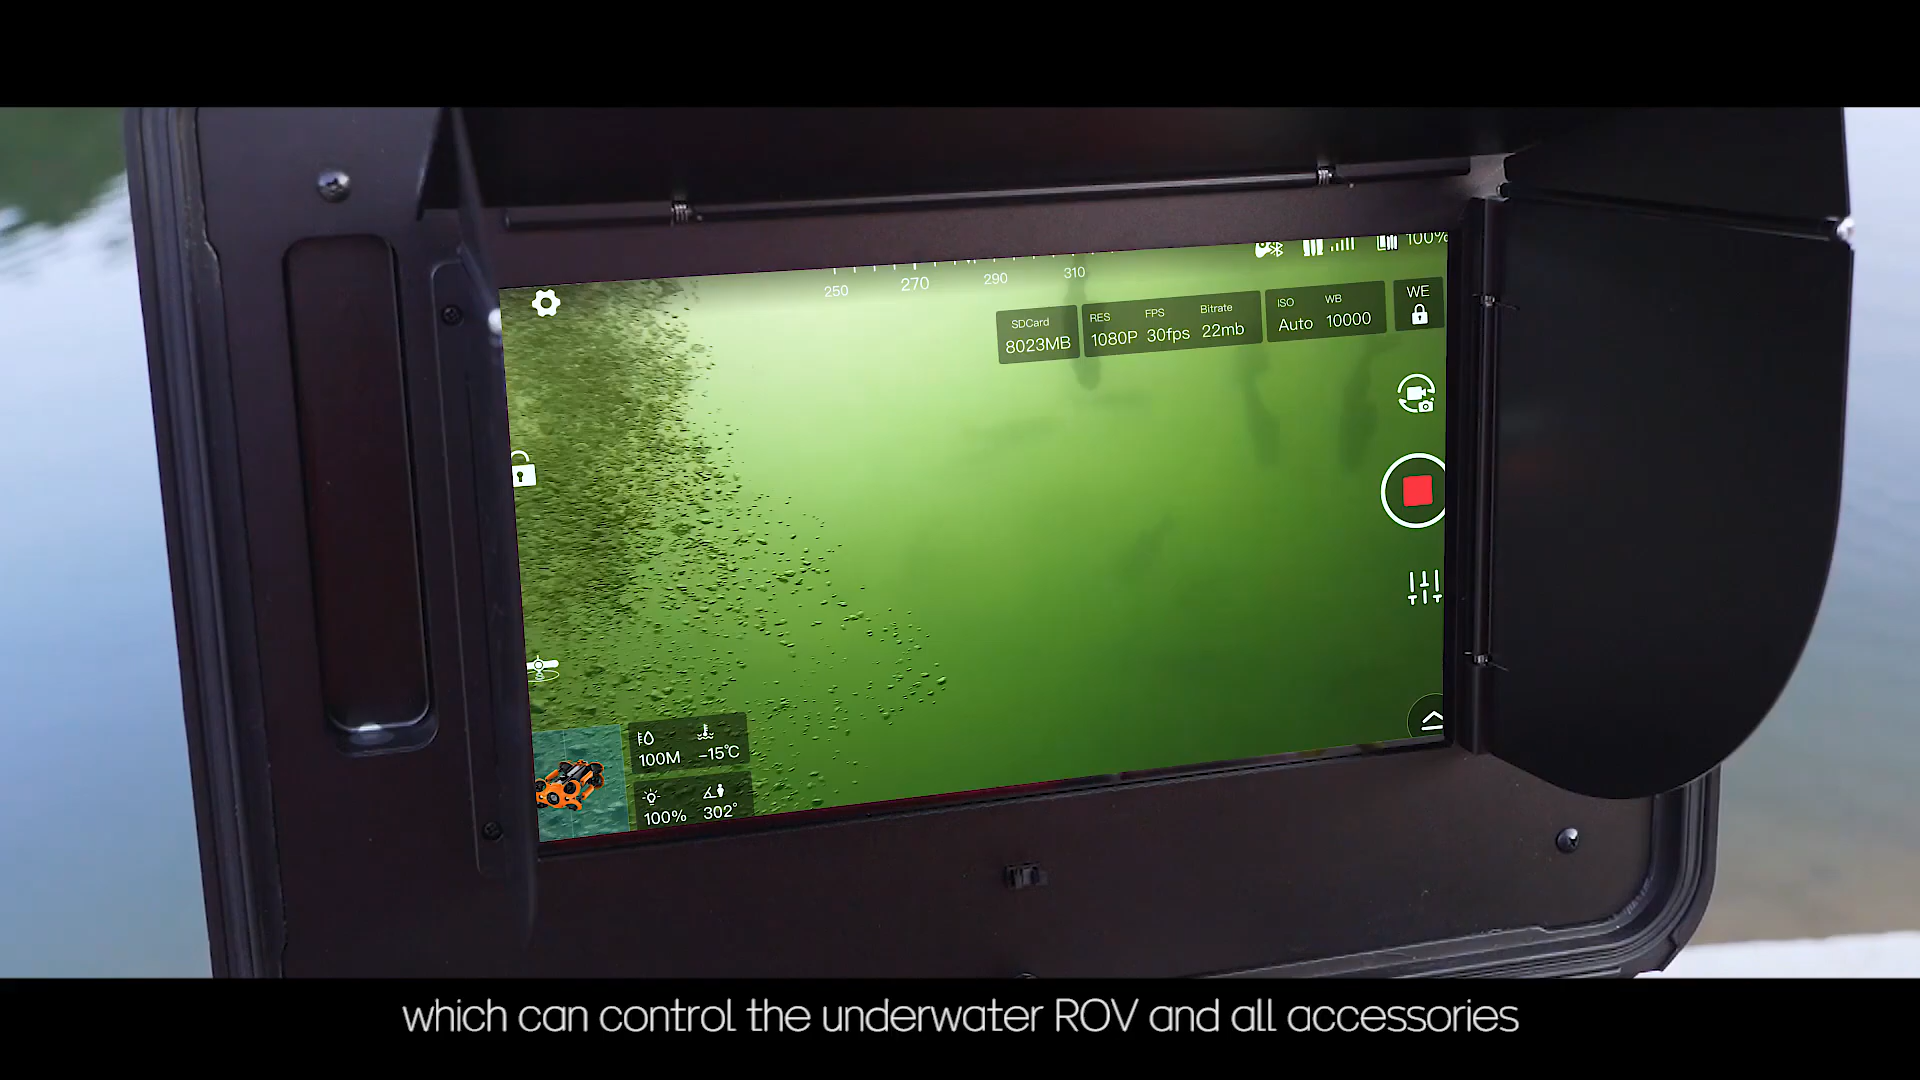 100%
250 270 290 310
SDCard
8023MB
RES FPS Bitrate
1080P 30fps 22mb
ISO WB
Auto 10000
WE
100M -15℃
100% 302°
which can control the underwater ROV and all accessories